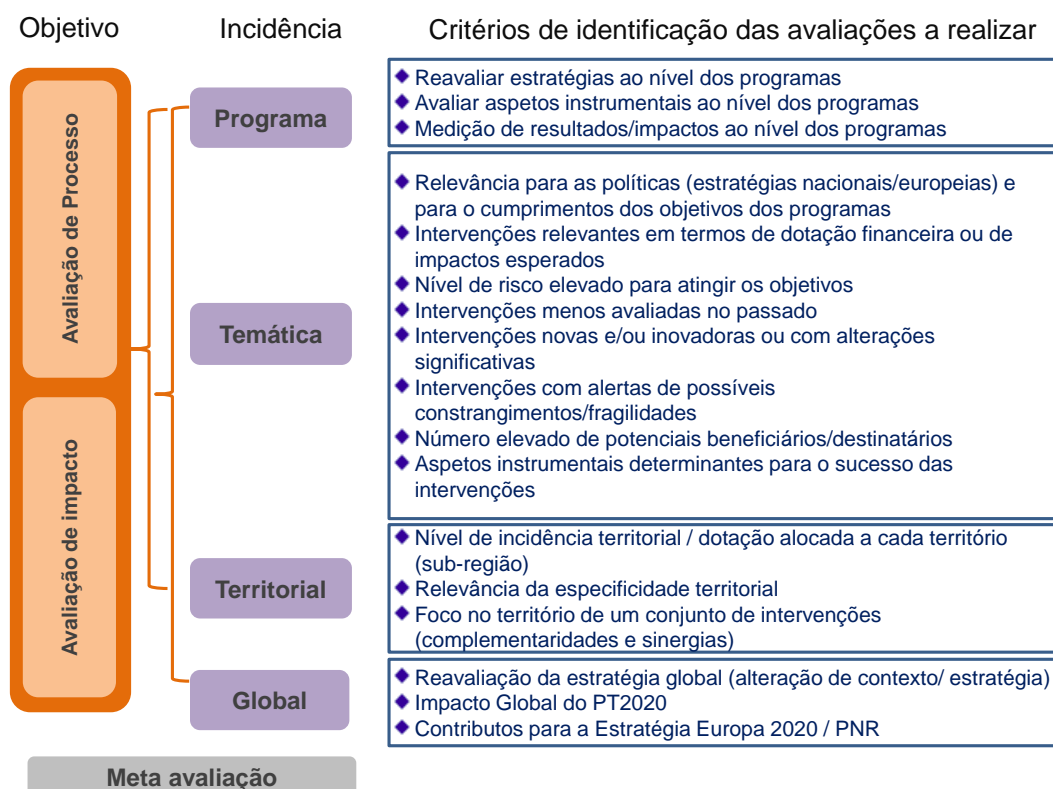 Objetivo
Incidência
Critérios de identificação das avaliações a realizar
Avaliação de Processo
Avaliação de impacto
Programa
Reavaliar estratégias ao nível dos programas
Avaliar aspetos instrumentais ao nível dos programas
Medição de resultados/impactos ao nível dos programas
Temática
Relevância para as políticas (estratégias nacionais/europeias) e
para o cumprimentos dos objetivos dos programas
Intervenções relevantes em termos de dotação financeira ou de
impactos esperados
Nível de risco elevado para atingir os objetivos
Intervenções menos avaliadas no passado
Intervenções novas e/ou inovadoras ou com alterações
significativas
Intervenções com alertas de possíveis
constrangimentos/fragilidades
Número elevado de potenciais beneficiários/destinatários
Aspetos instrumentais determinantes para o sucesso das
intervenções
Territorial
Nível de incidência territorial / dotação alocada a cada território
(sub-região)
Relevância da especificidade territorial
Foco no território de um conjunto de intervenções
(complementaridades e sinergias)
Global
Reavaliação da estratégia global (alteração de contexto/ estratégia)
Impacto Global do PT2020
Contributos para a Estratégia Europa 2020 / PNR
Meta avaliação